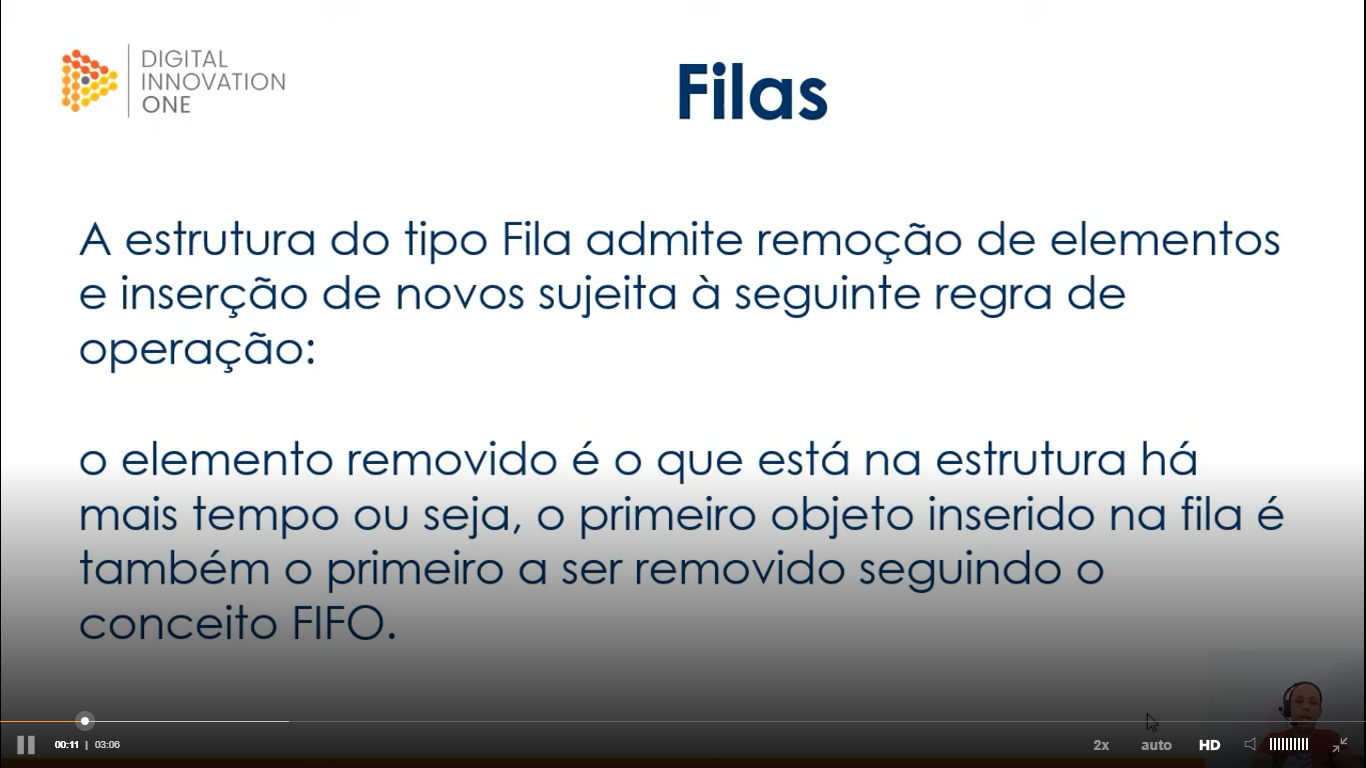 DIGITAL
INNOVATION
ONE
Filas
A estrutura do tipo Fila admite remoção de elementos
e inserção de novos sujeita à seguinte regra de
operação:
o elemento removido é o que está na estrutura há
mais tempo ou seja, o primeiro objeto inserido na fila é
também o primeiro a ser removido seguindo o
conceito FIFO.
00:11 | 03:06
2x auto HD